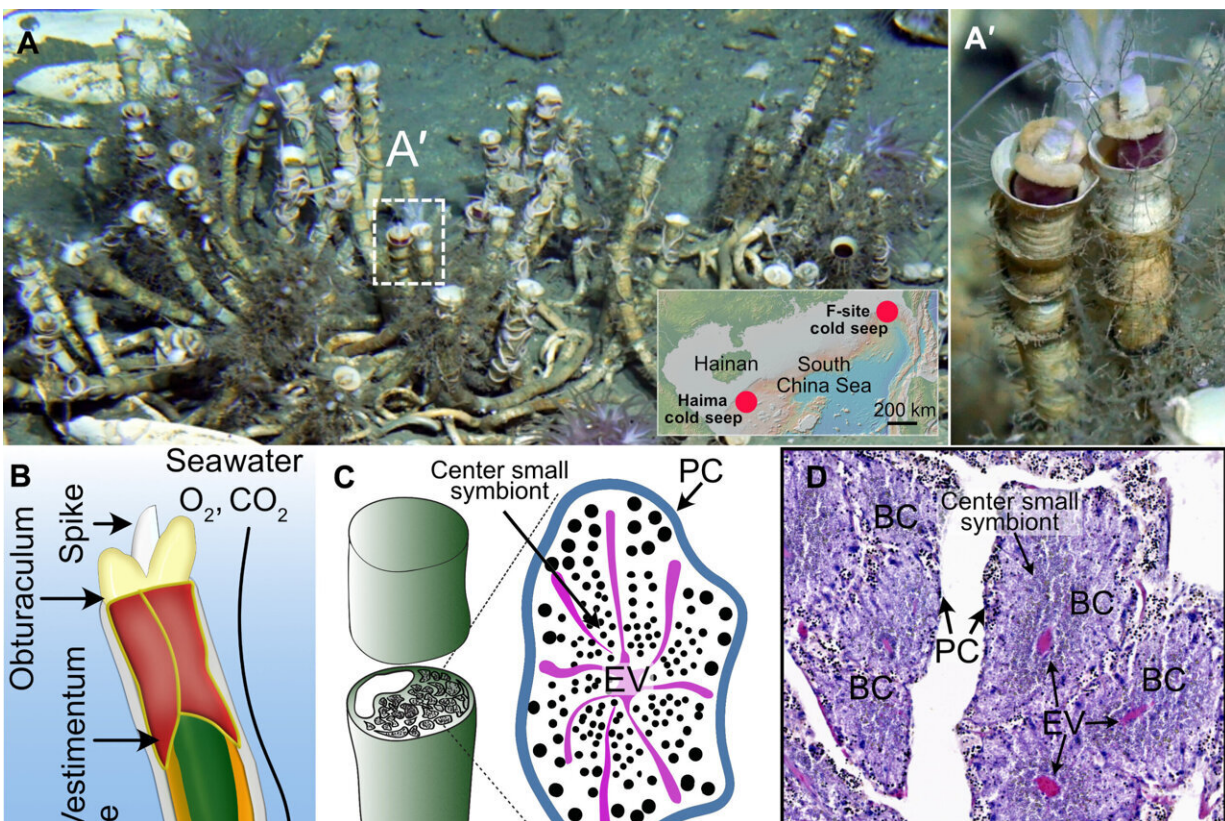 A
A′
A′
F-site
cold seep
Hainan
South
China Sea
Haima
cold seep
200 km
B
Seawater
O₂, CO₂
Spike
Obturaculum
C
Center small
symbiont
PC
EV
D
BC
Center small
symbiont
BC
PC
BC
BC
EV